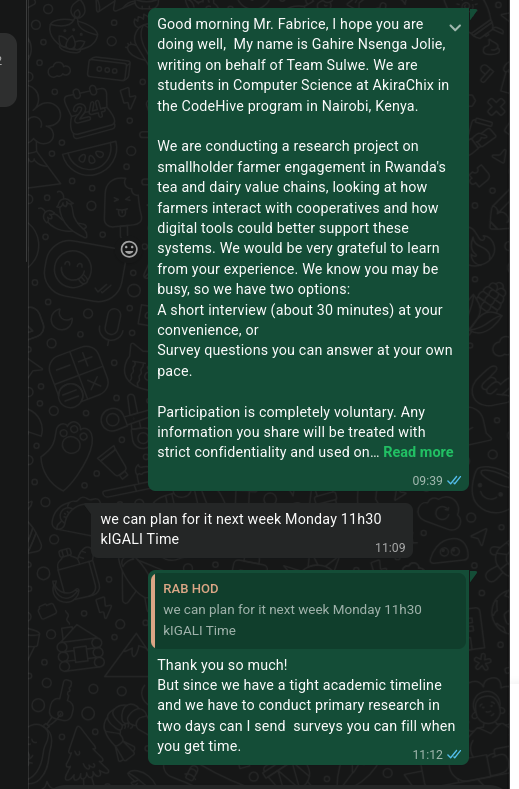 Good morning Mr. Fabrice, I hope you are
doing well,  My name is Gahire Nsenga Jolie,
writing on behalf of Team Sulwe. We are
students in Computer Science at AkiraChix in
the CodeHive program in Nairobi, Kenya.
We are conducting a research project on
smallholder farmer engagement in Rwanda's
tea and dairy value chains, looking at how
farmers interact with cooperatives and how
digital tools could better support these
systems. We would be very grateful to learn
from your experience. We know you may be
busy, so we have two options:
A short interview (about 30 minutes) at your
convenience, or
Survey questions you can answer at your own
pace.
Participation is completely voluntary. Any
information you share will be treated with
strict confidentiality and used on... Read more
09:39
we can plan for it next week Monday 11h30
kIGALI Time
11:09
RAB HOD
we can plan for it next week Monday 11h30
kIGALI Time
Thank you so much!
But since we have a tight academic timeline
and we have to conduct primary research in
two days can I send  surveys you can fill when
you get time.
11:12